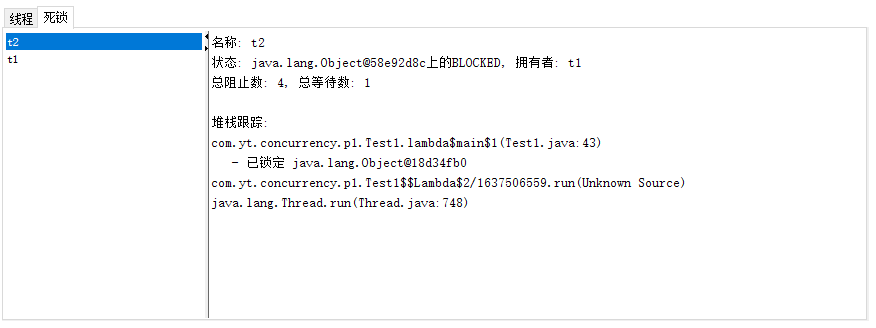 线程 死锁
t2
t1
名称: t2
状态: java.lang.Object@58e92d8c上的BLOCKED, 拥有者: t1
总阻止数: 4, 总等待数: 1
堆栈跟踪:
com.yt.concurrency.p1.Test1.lambda$main$1(Test1.java:43)
- 已锁定 java.lang.Object@18d34fb0
com.yt.concurrency.p1.Test1$$Lambda$2/1637506559.run(Unknown Source)
java.lang.Thread.run(Thread.java:748)